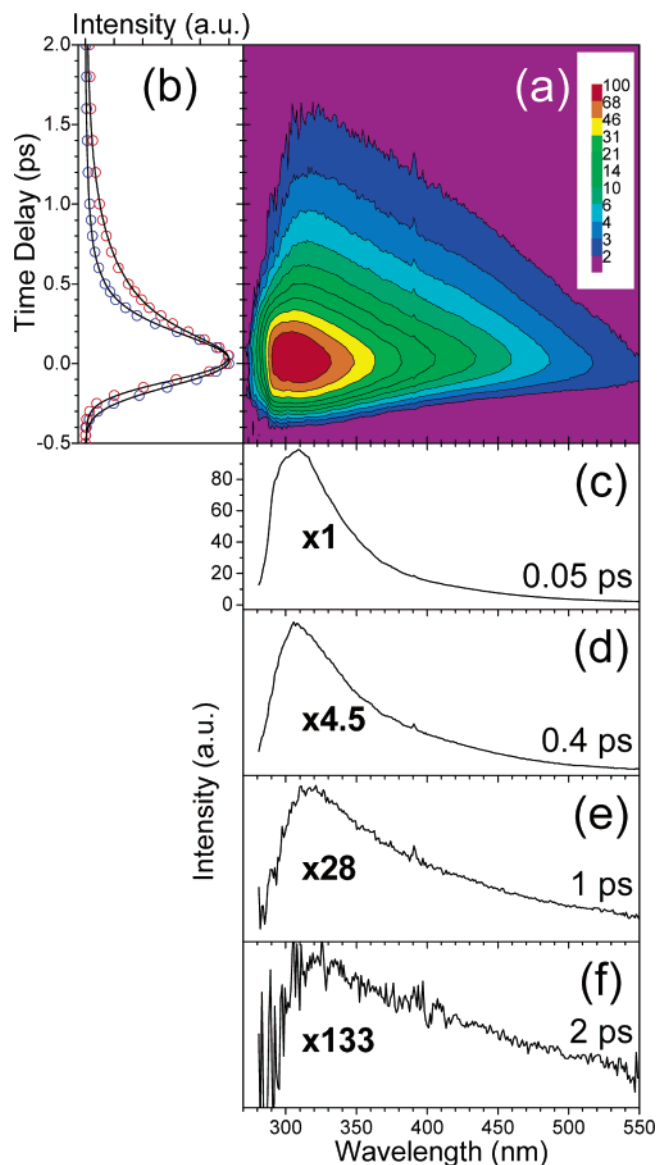 Intensity (a.u.)
(b)
(a)
2.0
1.5
1.0
0.5
0.0
-0.5
Time Delay (ps)
100
68
46
31
21
14
10
6
4
3
2
(c)
80
60
40
20
0
x1
0.05 ps
(d)
x4.5
0.4 ps
Intensity (a.u.)
(e)
x28
1 ps
(f)
x133
2 ps
300 350 400 450 500 550
Wavelength (nm)